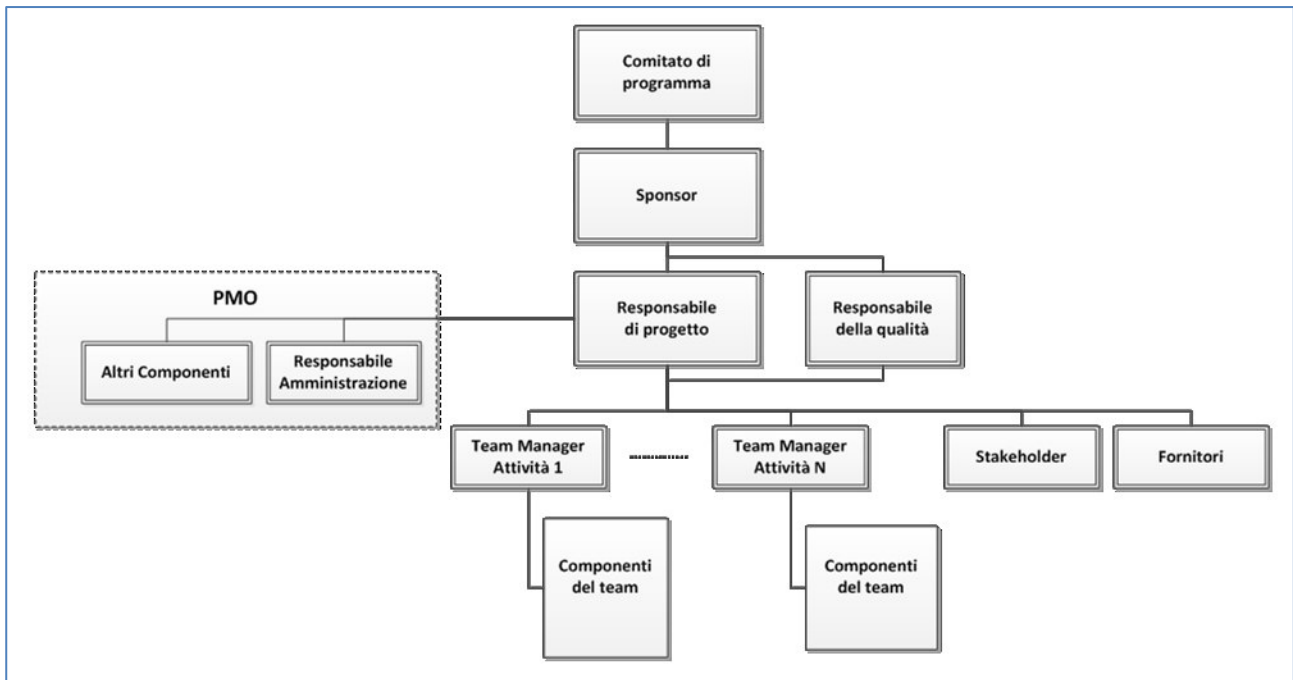 Comitato di
programma
Sponsor
PMO
Responsabile
di progetto
Responsabile
della qualità
Altri Componenti
Responsabile
Amministrazione
Team Manager
Attività 1
Team Manager
Attività N
Stakeholder
Fornitori
Componenti
del team
Componenti
del team